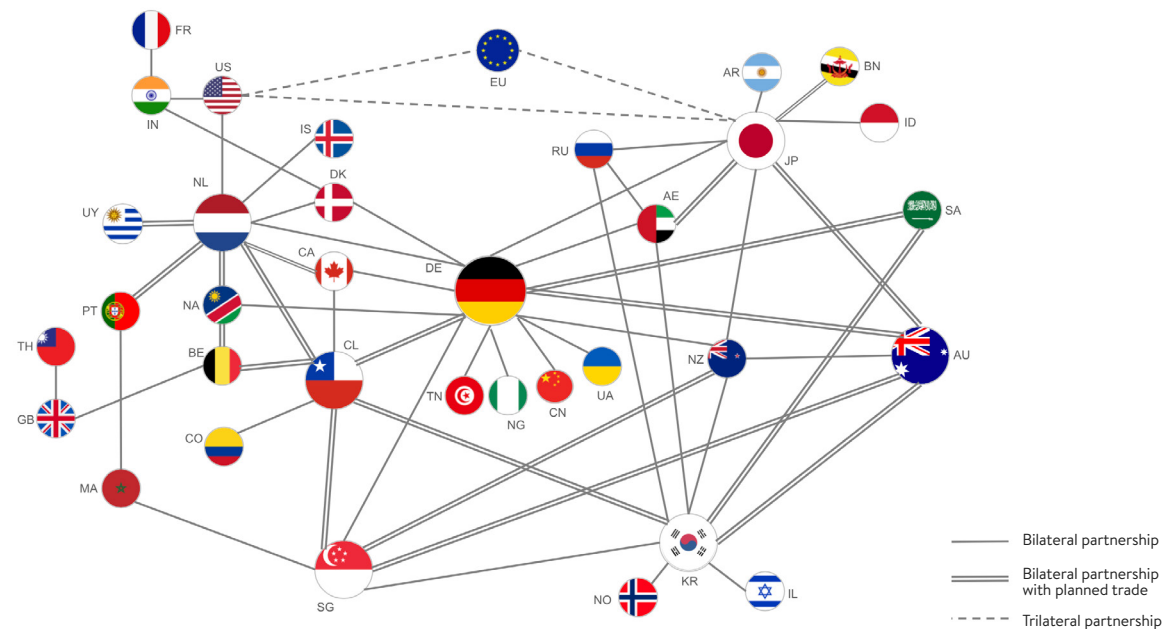 FR
US
EU
AR
BN
IN
ID
IS
RU
JP
NL
DK
AE
UY
SA
CA
DE
PT
NA
TH
BE
CL
NZ
AU
TN
NG
CN
UA
GB
CO
MA
KR
NO
IL
SG
Bilateral partnership
Bilateral partnership
with planned trade
Trilateral partnership